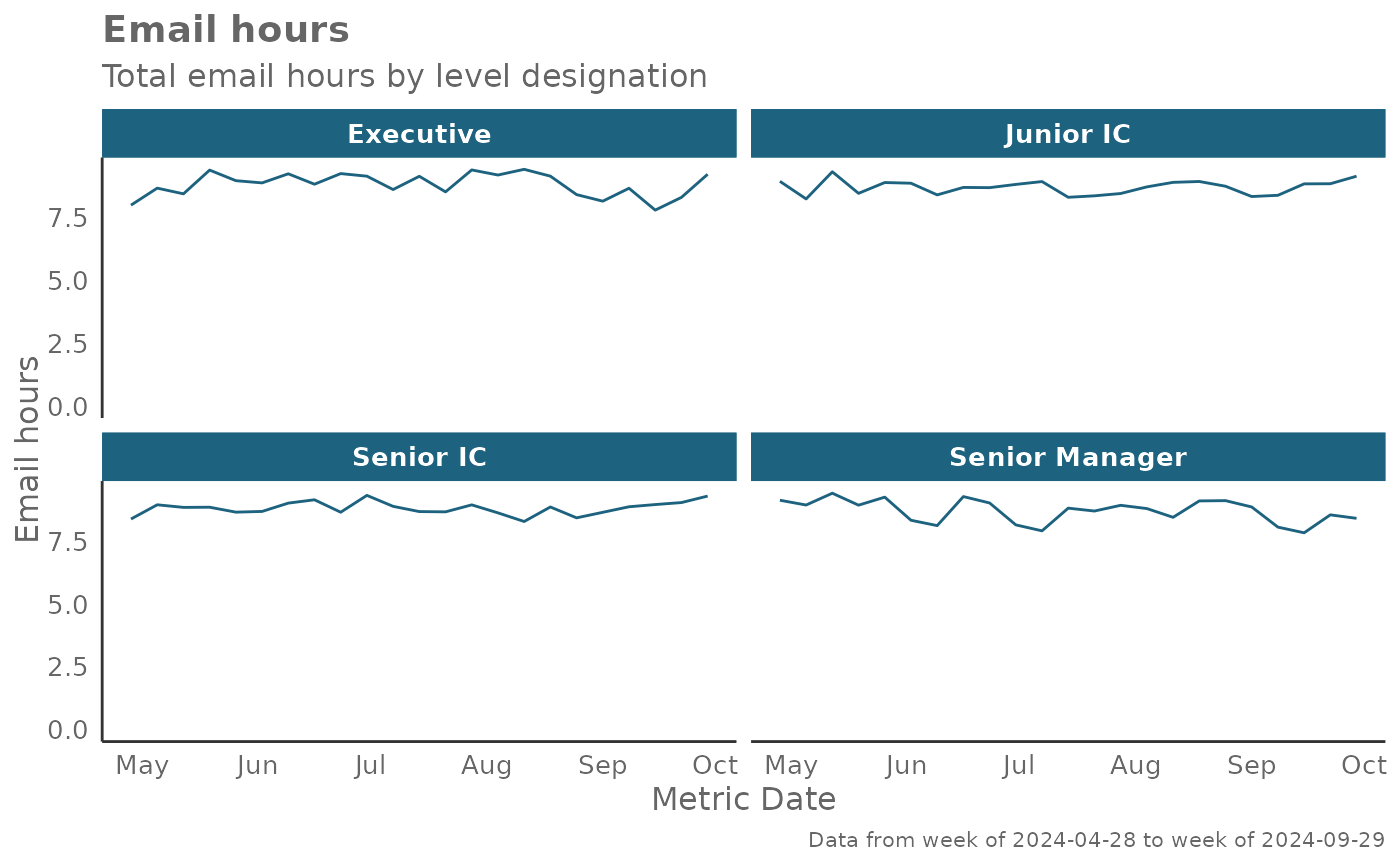 Email hours
Total email hours by level designation
Executive
Junior IC
7.5
5.0
2.5
0.0
Senior IC
Senior Manager
7.5
5.0
2.5
0.0
Email hours
May Jun Jul Aug Sep Oct
May Jun Jul Aug Sep Oct
Metric Date
Data from week of 2024-04-28 to week of 2024-09-29